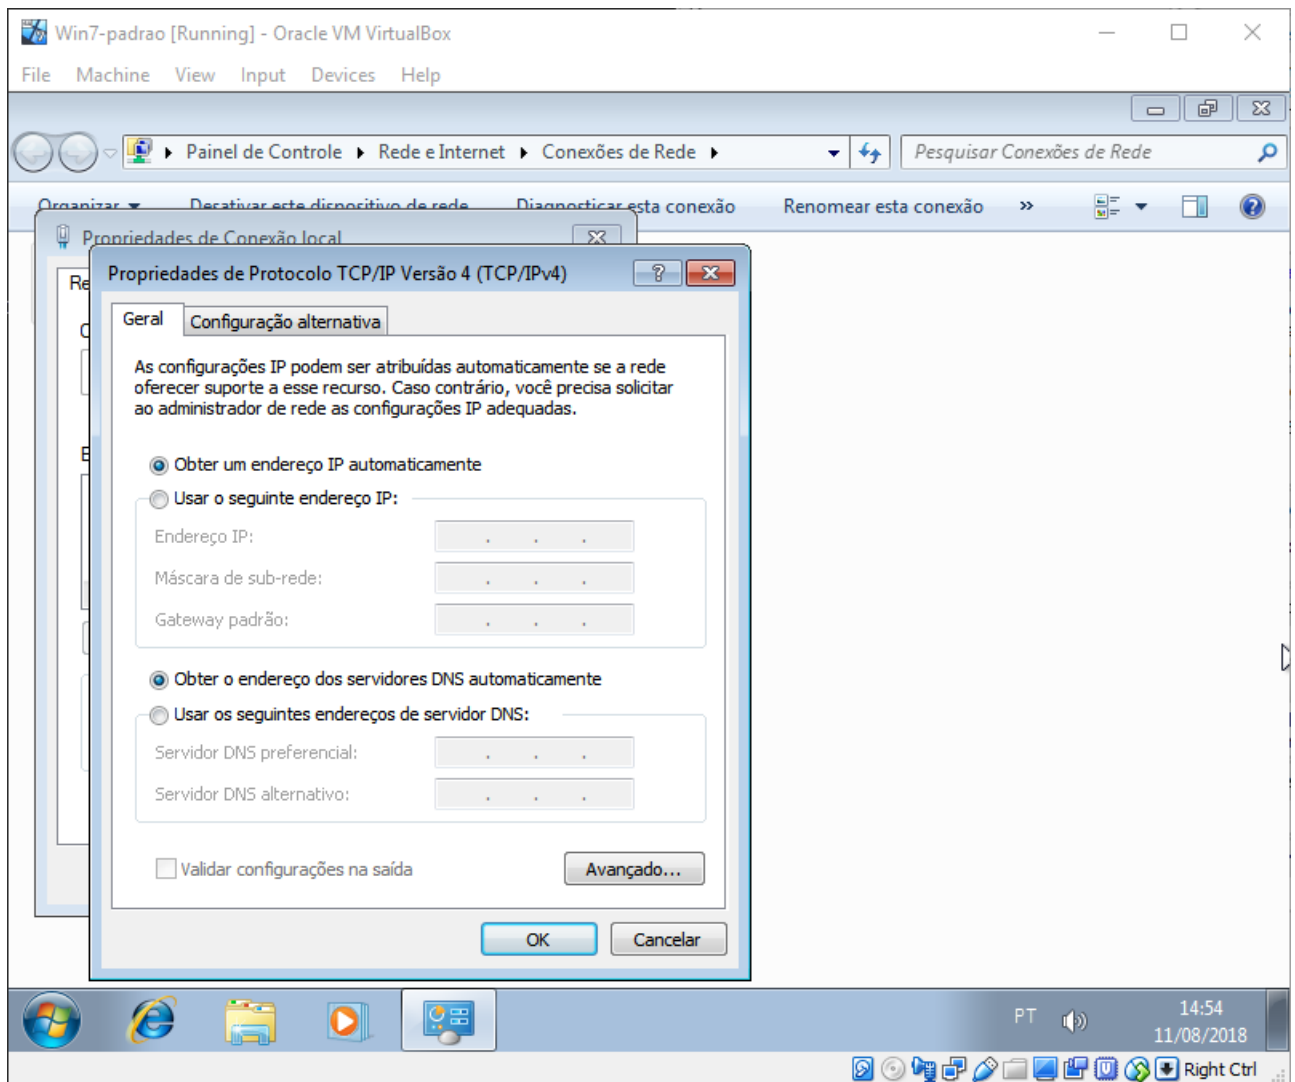 Win7-padrao [Running] - Oracle VM VirtualBox
File Machine View Input Devices Help
Painel de Controle Rede e Internet Conexões de Rede
Pesquisar Conexões de Rede
Organizar Desativar este dispositivo de rede Diagnosticar esta conexão Renomear esta conexão »
Propriedades de Conexão local
Re
Propriedades de Protocolo TCP/IP Versão 4 (TCP/IPv4)
Geral Configuração alternativa
As configurações IP podem ser atribuídas automaticamente se a rede
oferecer suporte a esse recurso. Caso contrário, você precisa solicitar
ao administrador de rede as configurações IP adequadas.
Obter um endereço IP automaticamente
Usar o seguinte endereço IP:
Endereço IP: . . .
Máscara de sub-rede: . . .
Gateway padrão: . . .
Obter o endereço dos servidores DNS automaticamente
Usar os seguintes endereços de servidor DNS:
Servidor DNS preferencial: . . .
Servidor DNS alternativo: . . .
Validar configurações na saída
Avançado...
OK Cancelar
PT
14:54
11/08/2018
Right Ctrl